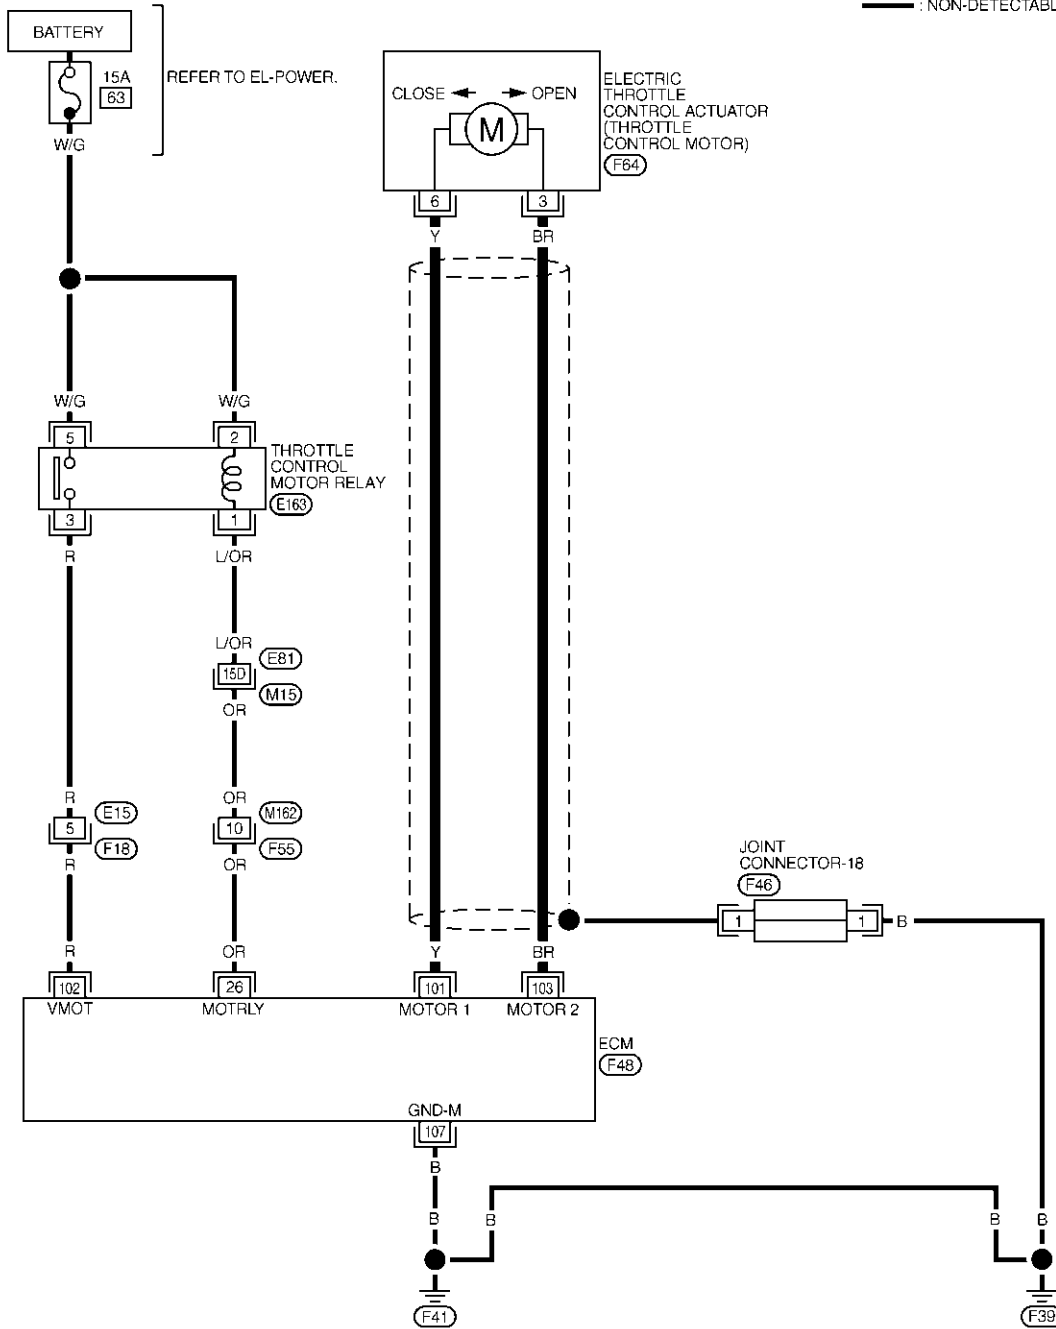 : NON-DETECTABL
BATTERY
15A
63
REFER TO EL-POWER.
W/G
CLOSE
OPEN
M
ELECTRIC
THROTTLE
CONTROL ACTUATOR
(THROTTLE
CONTROL MOTOR)
F64
6
3
Y
BR
W/G
W/G
5
2
THROTTLE
CONTROL
MOTOR RELAY
E163
3
1
R
L/OR
L/OR
15D
E81
M15
OR
R
OR
5
E15
F18
10
M162
F55
R
OR
JOINT
CONNECTOR-18
F46
1
1
B
R
OR
Y
BR
102
26
101
103
VMOT
MOTRLY
MOTOR 1
MOTOR 2
ECM
F48
GND-M
107
B
B
B
B
B
F41
F39